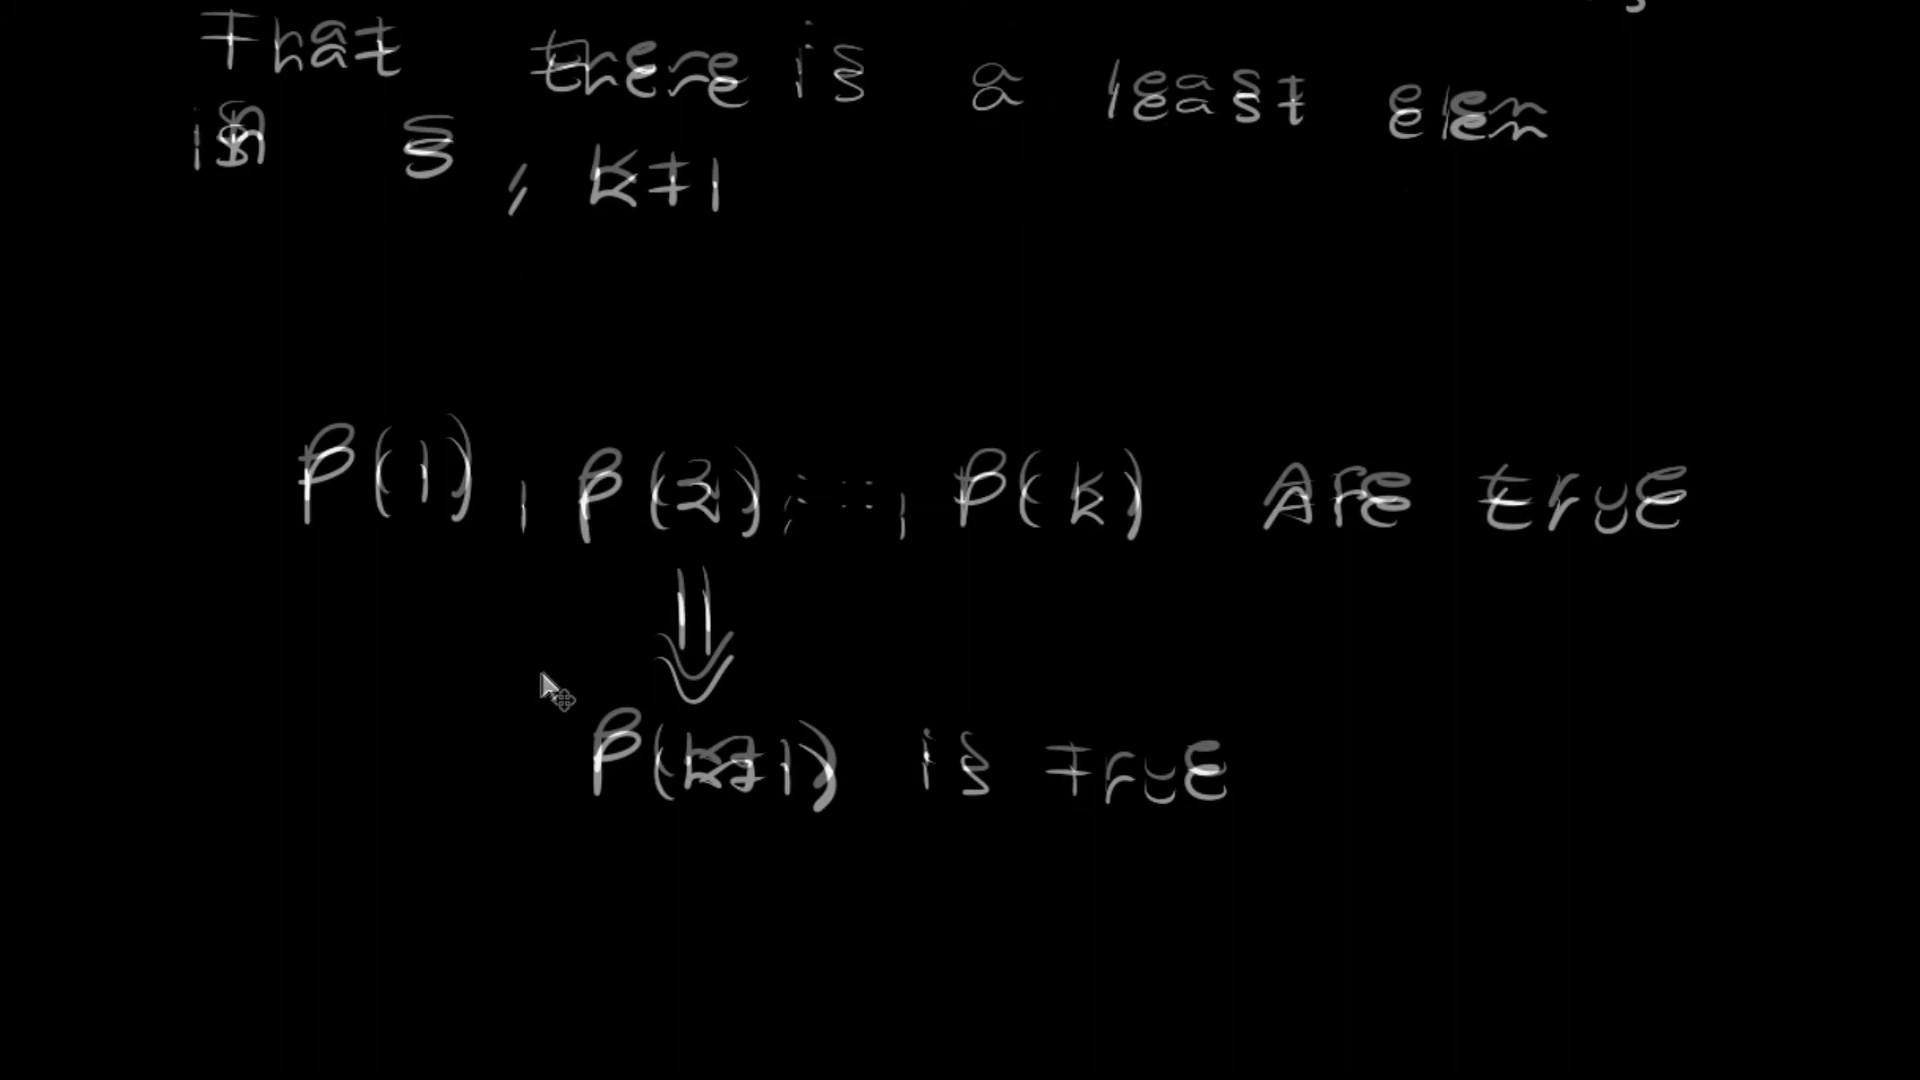 That there is a least elem
in S, k+1
P(1), P(2), ..., P(k) Are true
⇓
P(k+1) is true